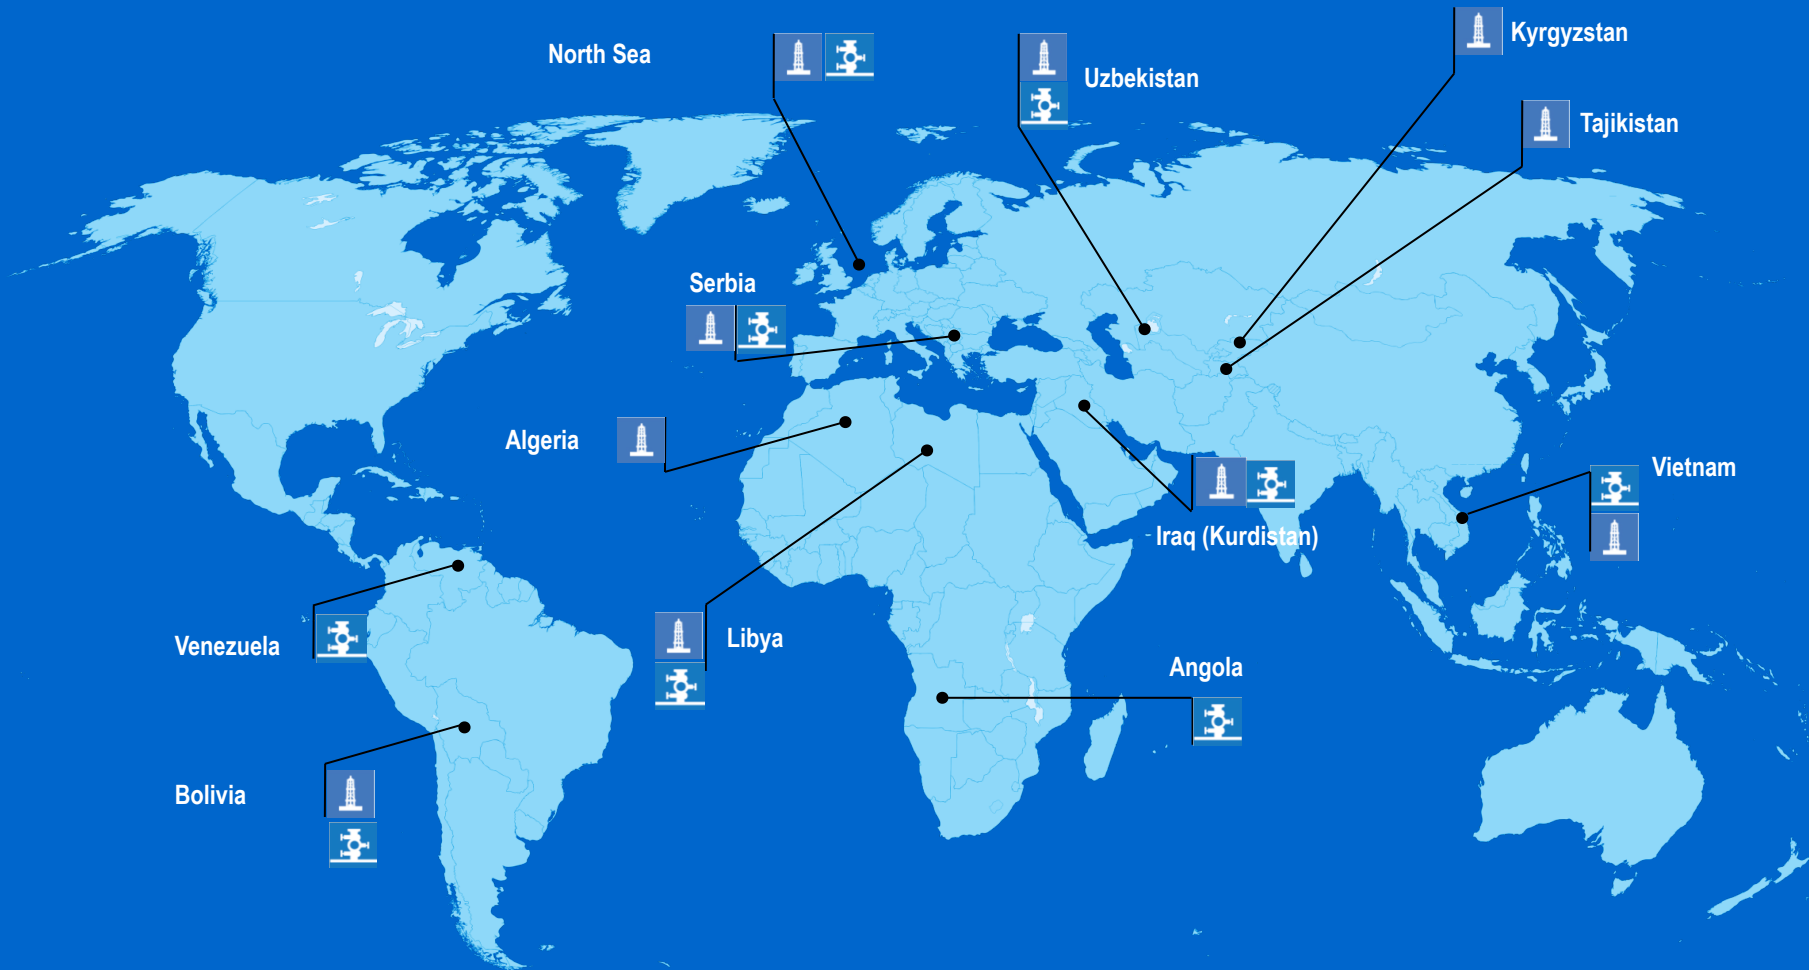 Kyrgyzstan
North Sea
Uzbekistan
Tajikistan
Serbia
Algeria
Vietnam
Iraq (Kurdistan)
Venezuela
Libya
Angola
Bolivia